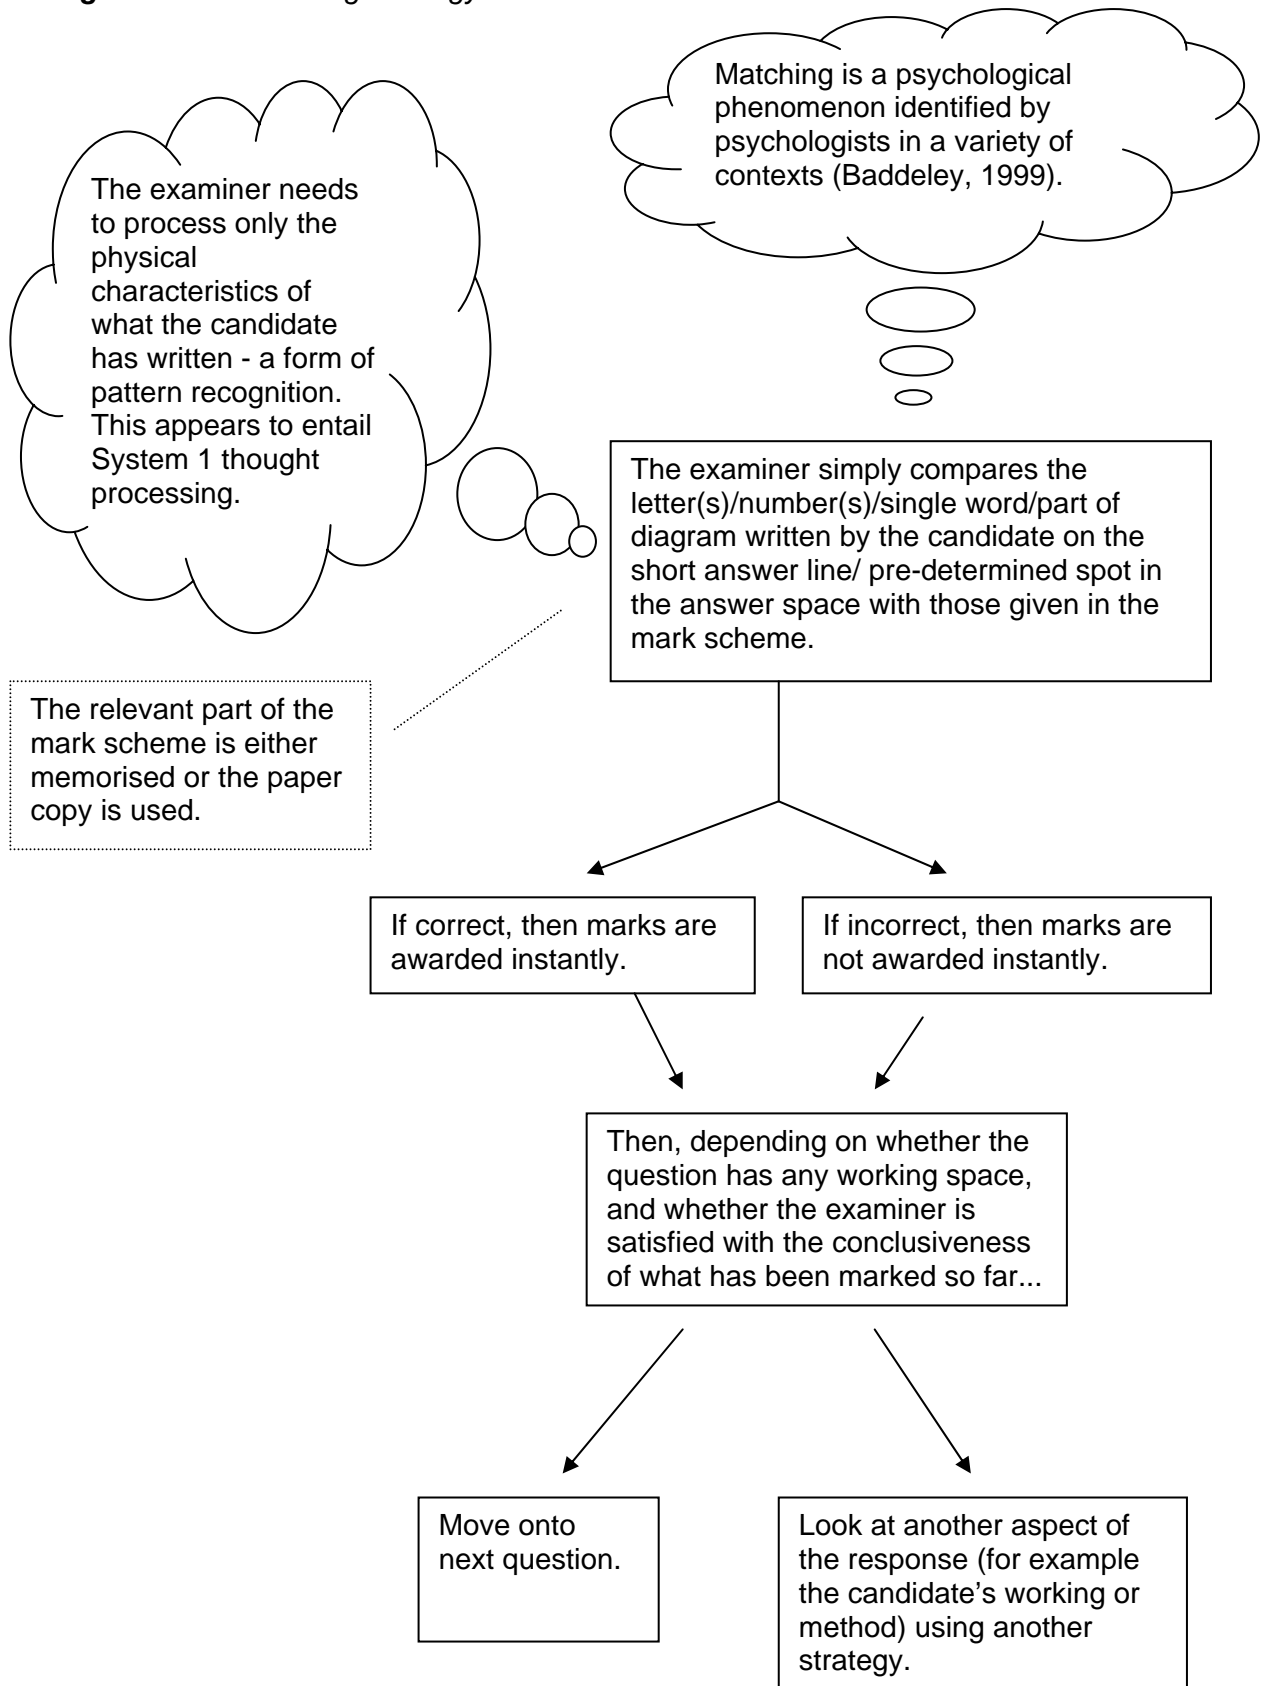 Matching is a psychological
phenomenon identified by
psychologists in a variety of
contexts (Baddeley, 1999).
The examiner needs
to process only the
physical
characteristics of
what the candidate
has written - a form of
pattern recognition.
This appears to entail
System 1 thought
processing.
The examiner simply compares the
letter(s)/number(s)/single word/part of
diagram written by the candidate on the
short answer line/ pre-determined spot in
the answer space with those given in the
mark scheme.
The relevant part of the
mark scheme is either
memorised or the paper
copy is used.
If correct, then marks are
awarded instantly.
If incorrect, then marks are
not awarded instantly.
Then, depending on whether the
question has any working space,
and whether the examiner is
satisfied with the conclusiveness
of what has been marked so far...
Move onto
next question.
Look at another aspect of
the response (for example
the candidate’s working or
method) using another
strategy.